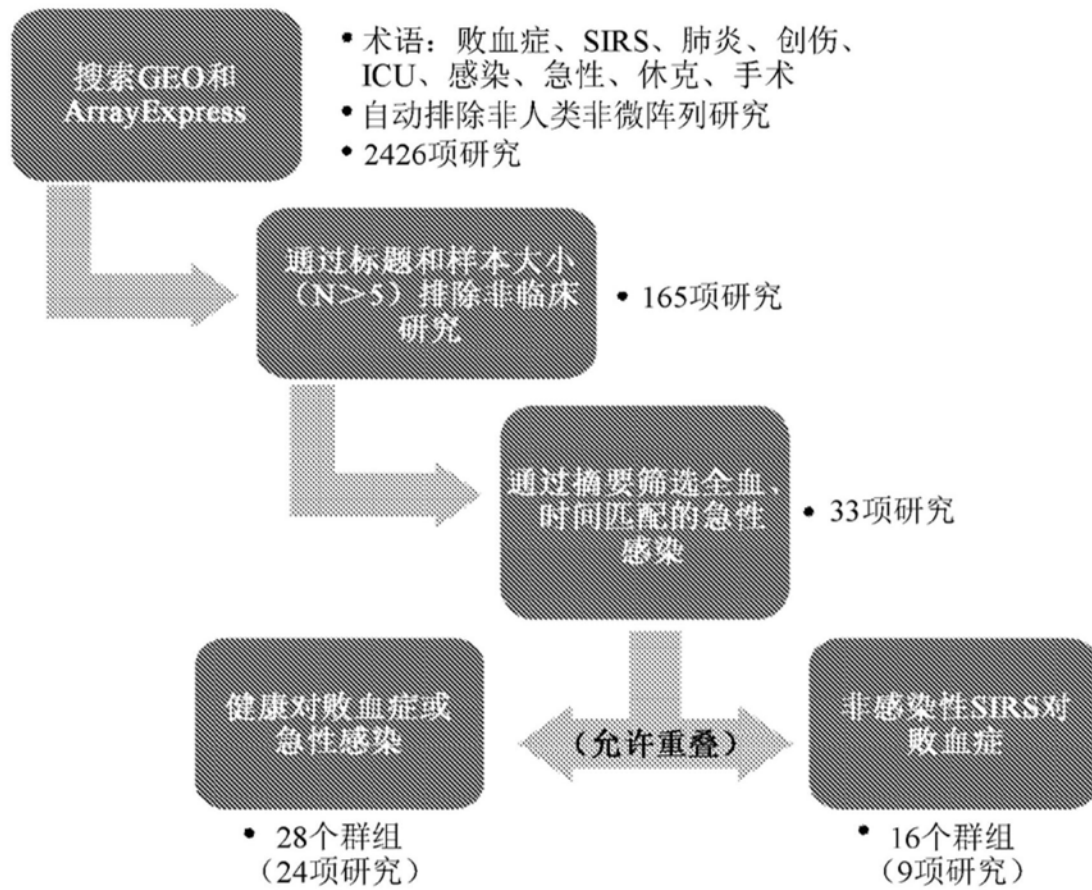 搜索GEO和
ArrayExpress
• 术语：败血症、SIRS、肺炎、创伤、
ICU、感染、急性、休克、手术
• 自动排除非人类非微阵列研究
• 2426项研究
通过标题和样本大小
（N＞5）排除非临床
研究
• 165项研究
通过摘要筛选全血、
时间匹配的急性
感染
• 33项研究
健康对败血症或
急性感染
（允许重叠）
非感染性SIRS对
败血症
• 28个群组
（24项研究）
• 16个群组
（9项研究）